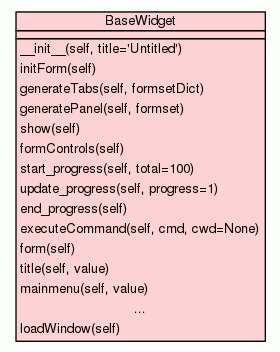 BaseWidget
__init__(self, title='Untitled')
initForm(self)
generateTabs(self, formsetDict)
generatePanel(self, formset)
show(self)
formControls(self)
start_progress(self, total=100)
update_progress(self, progress=1)
end_progress(self)
executeCommand(self, cmd, cwd=None)
form(self)
title(self, value)
mainmenu(self, value)
...
loadWindow(self)